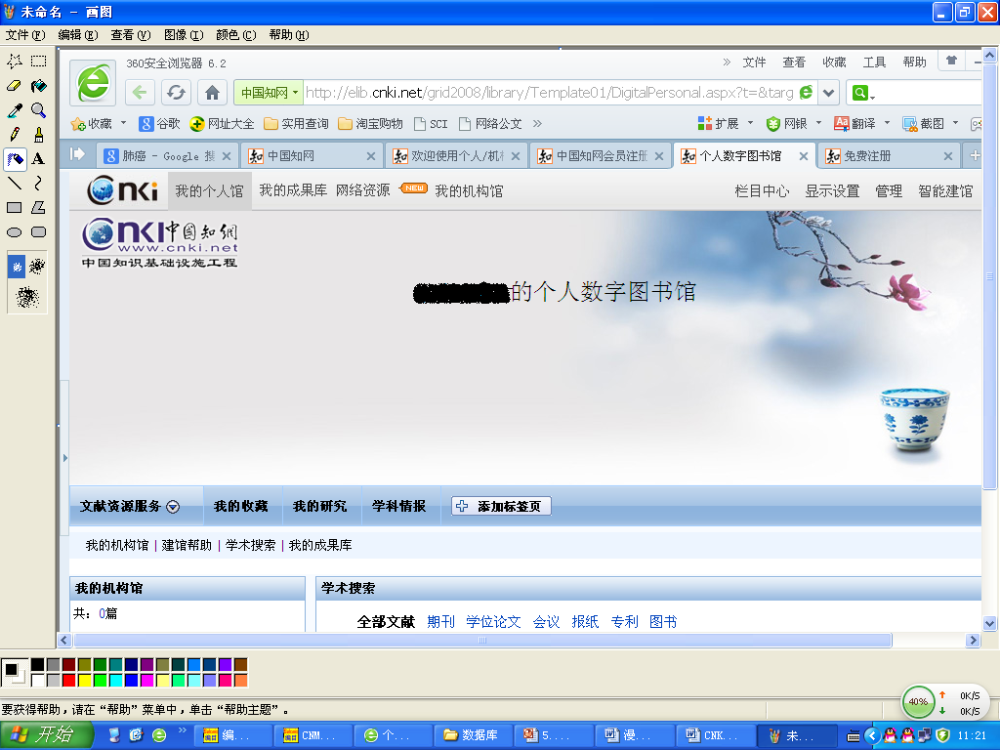 未命名 - 画图
文件(F) 编辑(E) 查看(V) 图像(I) 颜色(C) 帮助(H)
360安全浏览器 6.2
» 文件 查看 收藏 工具 帮助
中国知网 http://elib.cnki.net/grid2008/library/Template01/DigitalPersonal.aspx?t=&targ
收藏 谷歌 网址大全 实用查询 淘宝购物 SCI 网络公文 » 扩展 网银 翻译 截图
肺癌 - Google 搜 中国知网 欢迎使用个人/机构 中国知网会员注册 个人数字图书馆 免费注册
cnki 我的个人馆 我的成果库 网络资源 NEW 我的机构馆 栏目中心 显示设置 管理 智能建馆
CNKI中国知網
www.cnki.net
中国知识基础设施工程
的个人数字图书馆
文献资源服务 我的收藏 我的研究 学科情报 添加标签页
我的机构馆 | 建馆帮助 | 学术搜索 | 我的成果库
我的机构馆 学术搜索
共: 0篇
全部文献 期刊 学位论文 会议 报纸 专利 图书
要获得帮助,请在“帮助”菜单中,单击“帮助主题”。
40% 0K/S
0K/S
开始 » 编... CNM... 个... 数据库 5.... 漫... CNK... 未... 11:21